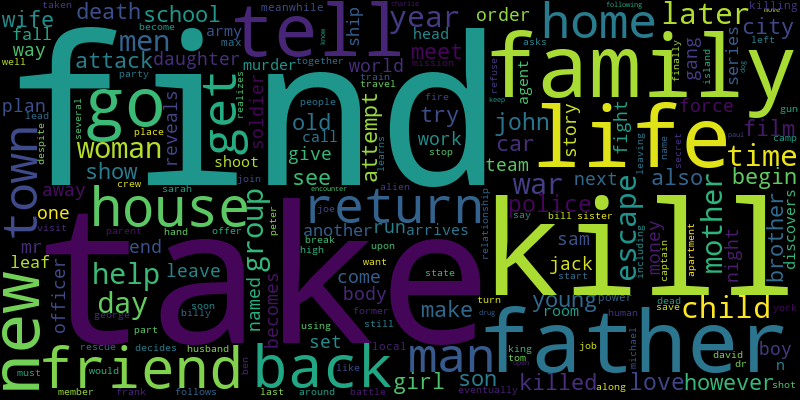 find
take
kill
family
life
father
tell
go
get
new
town
house
friend
back
return
man
home
child
wife
death
school
year
order
later
city
killing
gang
series
fall
way
men
attack
daughter
murder
ship
army
max
become
meanwhile
taken
charlie
following
know
together
world
head
meet
agent
asks
finally
island
left
move
dog
well
party
plan
lead
several
despite
place
woman
show
reveals
realizes
soldier
shoot
people
call
old
give
see
fire
train
travel
mission
try
work
stop
learns
attempt
refuse
john
car
team
story
fight
force
film
time
begin
gun
camp
paul
name
secret
leaving
keep
away
crew
sarah
join
alien
encounter
one
visit
mr
leaf
end
parent
hand
offer
peter
group
joe
another
run
arrives
break
high
upon
want
state
relationship
war
next
also
police
say
bill
sister
sam
jack
escape
including
money
captain
apartment
mother
night
brother
discovers
officer
help
day
leave
named
becomes
come
body
former
make
turn
drug
young
room
power
start
dead
save
york
human
george
soon
billy
part
set
using
still
local
rescue
decides
husband
must
would
member
frank
follows
ben
last
around
like
battle
girl
eventually
son
king
tom
job
along
killed
michael
love
david
dr
however
boy
n
shot